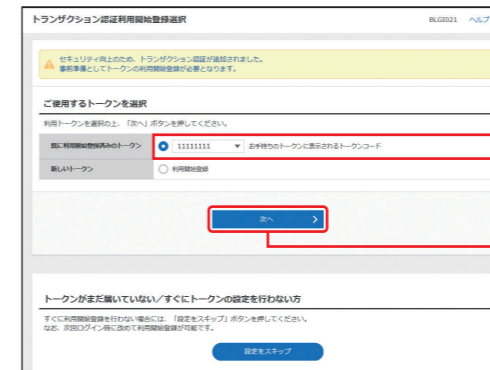 トランザクション認証利用開始登録選択
BLGI021 ヘルプ
セキュリティ向上のため、トランザクション認証が追加されました。
事前準備としてトークンの利用開始登録が必要となります。
ご使用するトークンを選択
利用トークンを選択の上、「次へ」ボタンを押してください。
既に利用開始登録済みのトークン 11111111 お手持ちのトークンに表示されるトークンコード
新しいトークン 利用開始登録
次へ
トークンがまだ届いていない/すぐにトークンの設定を行わない方
すぐに利用開始登録を行わない場合には、「設定をスキップ」ボタンを押してください。
なお、次回ログイン時に改めて利用開始登録が可能です。
設定をスキップ